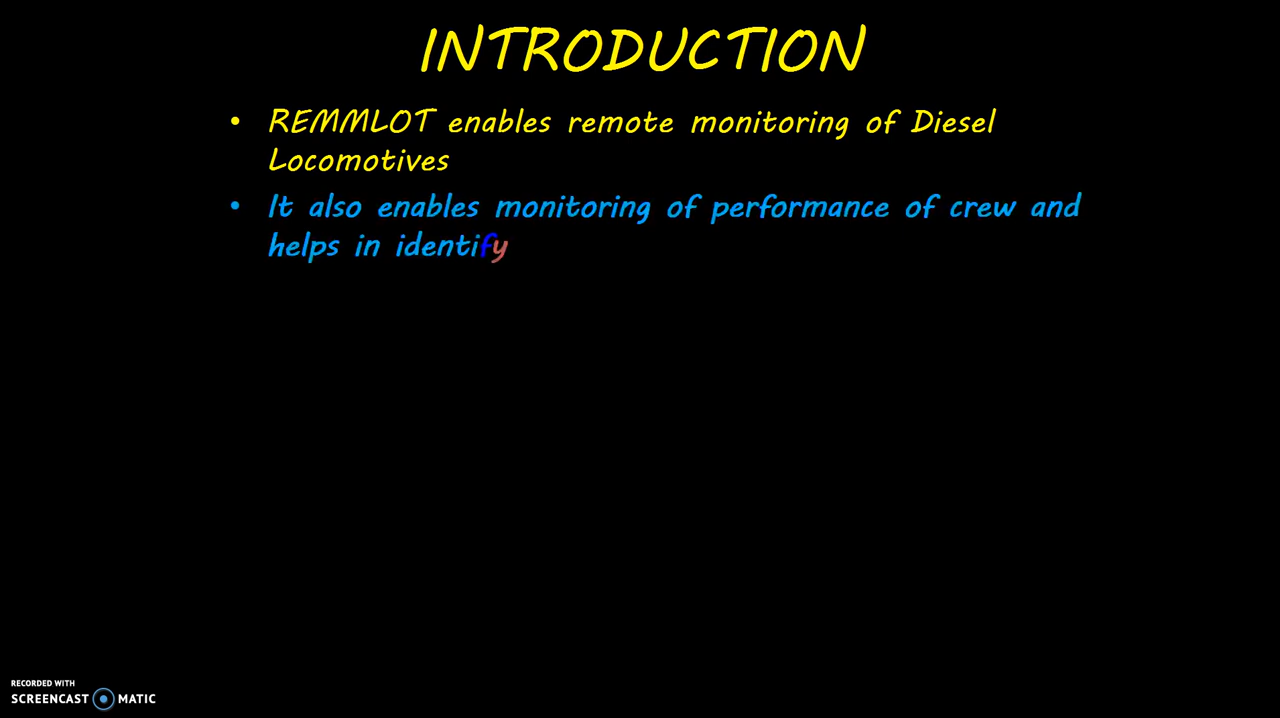 INTRODUCTION
• REMMLOT enables remote monitoring of Diesel
Locomotives
• It also enables monitoring of performance of crew and
helps in identify
RECORDED WITH
SCREENCAST MATIC